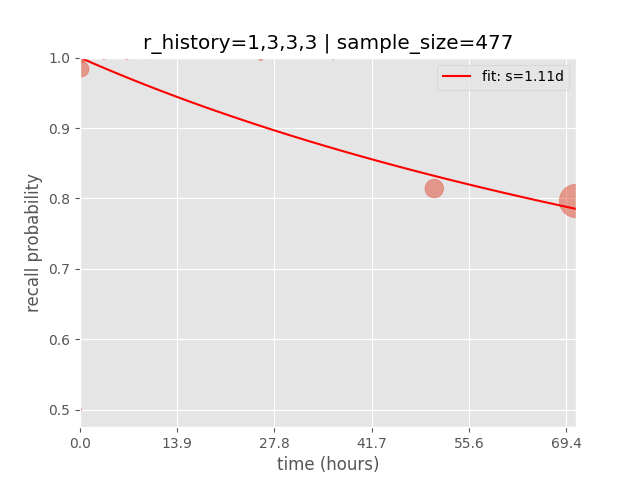 r_history=1,3,3,3 | sample_size=477
fit: s=1.11d
1.0
0.9
0.8
0.7
0.6
0.5
recall probability
0.0 13.9 27.8 41.7 55.6 69.4
time (hours)